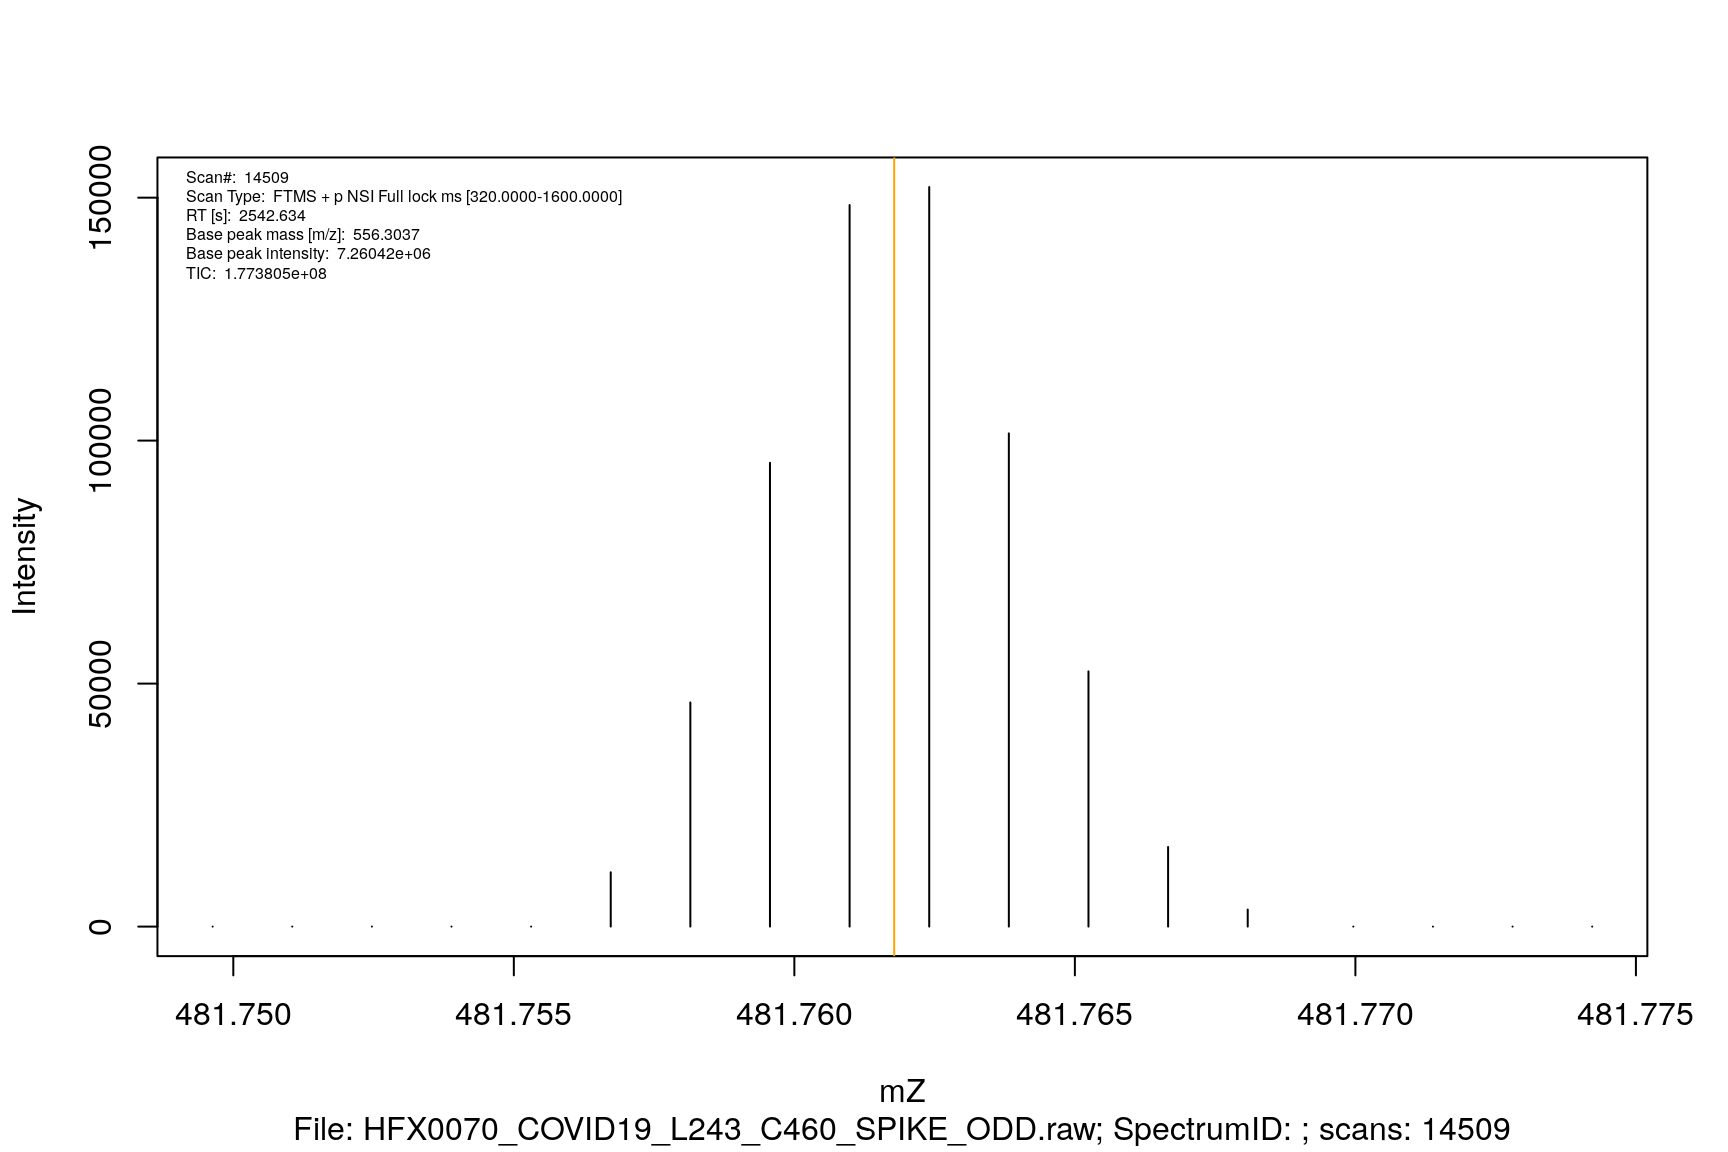 Scan#: 14509
Scan Type: FTMS + p NSI Full lock ms [320.0000-1600.0000]
RT [s]: 2542.634
Base peak mass [m/z]: 556.3037
Base peak intensity: 7.26042e+06
TIC: 1.773805e+08
150000
100000
50000
0
Intensity
481.750 481.755 481.760 481.765 481.770 481.775
mZ
File: HFX0070_COVID19_L243_C460_SPIKE_ODD.raw; SpectrumID: ; scans: 14509